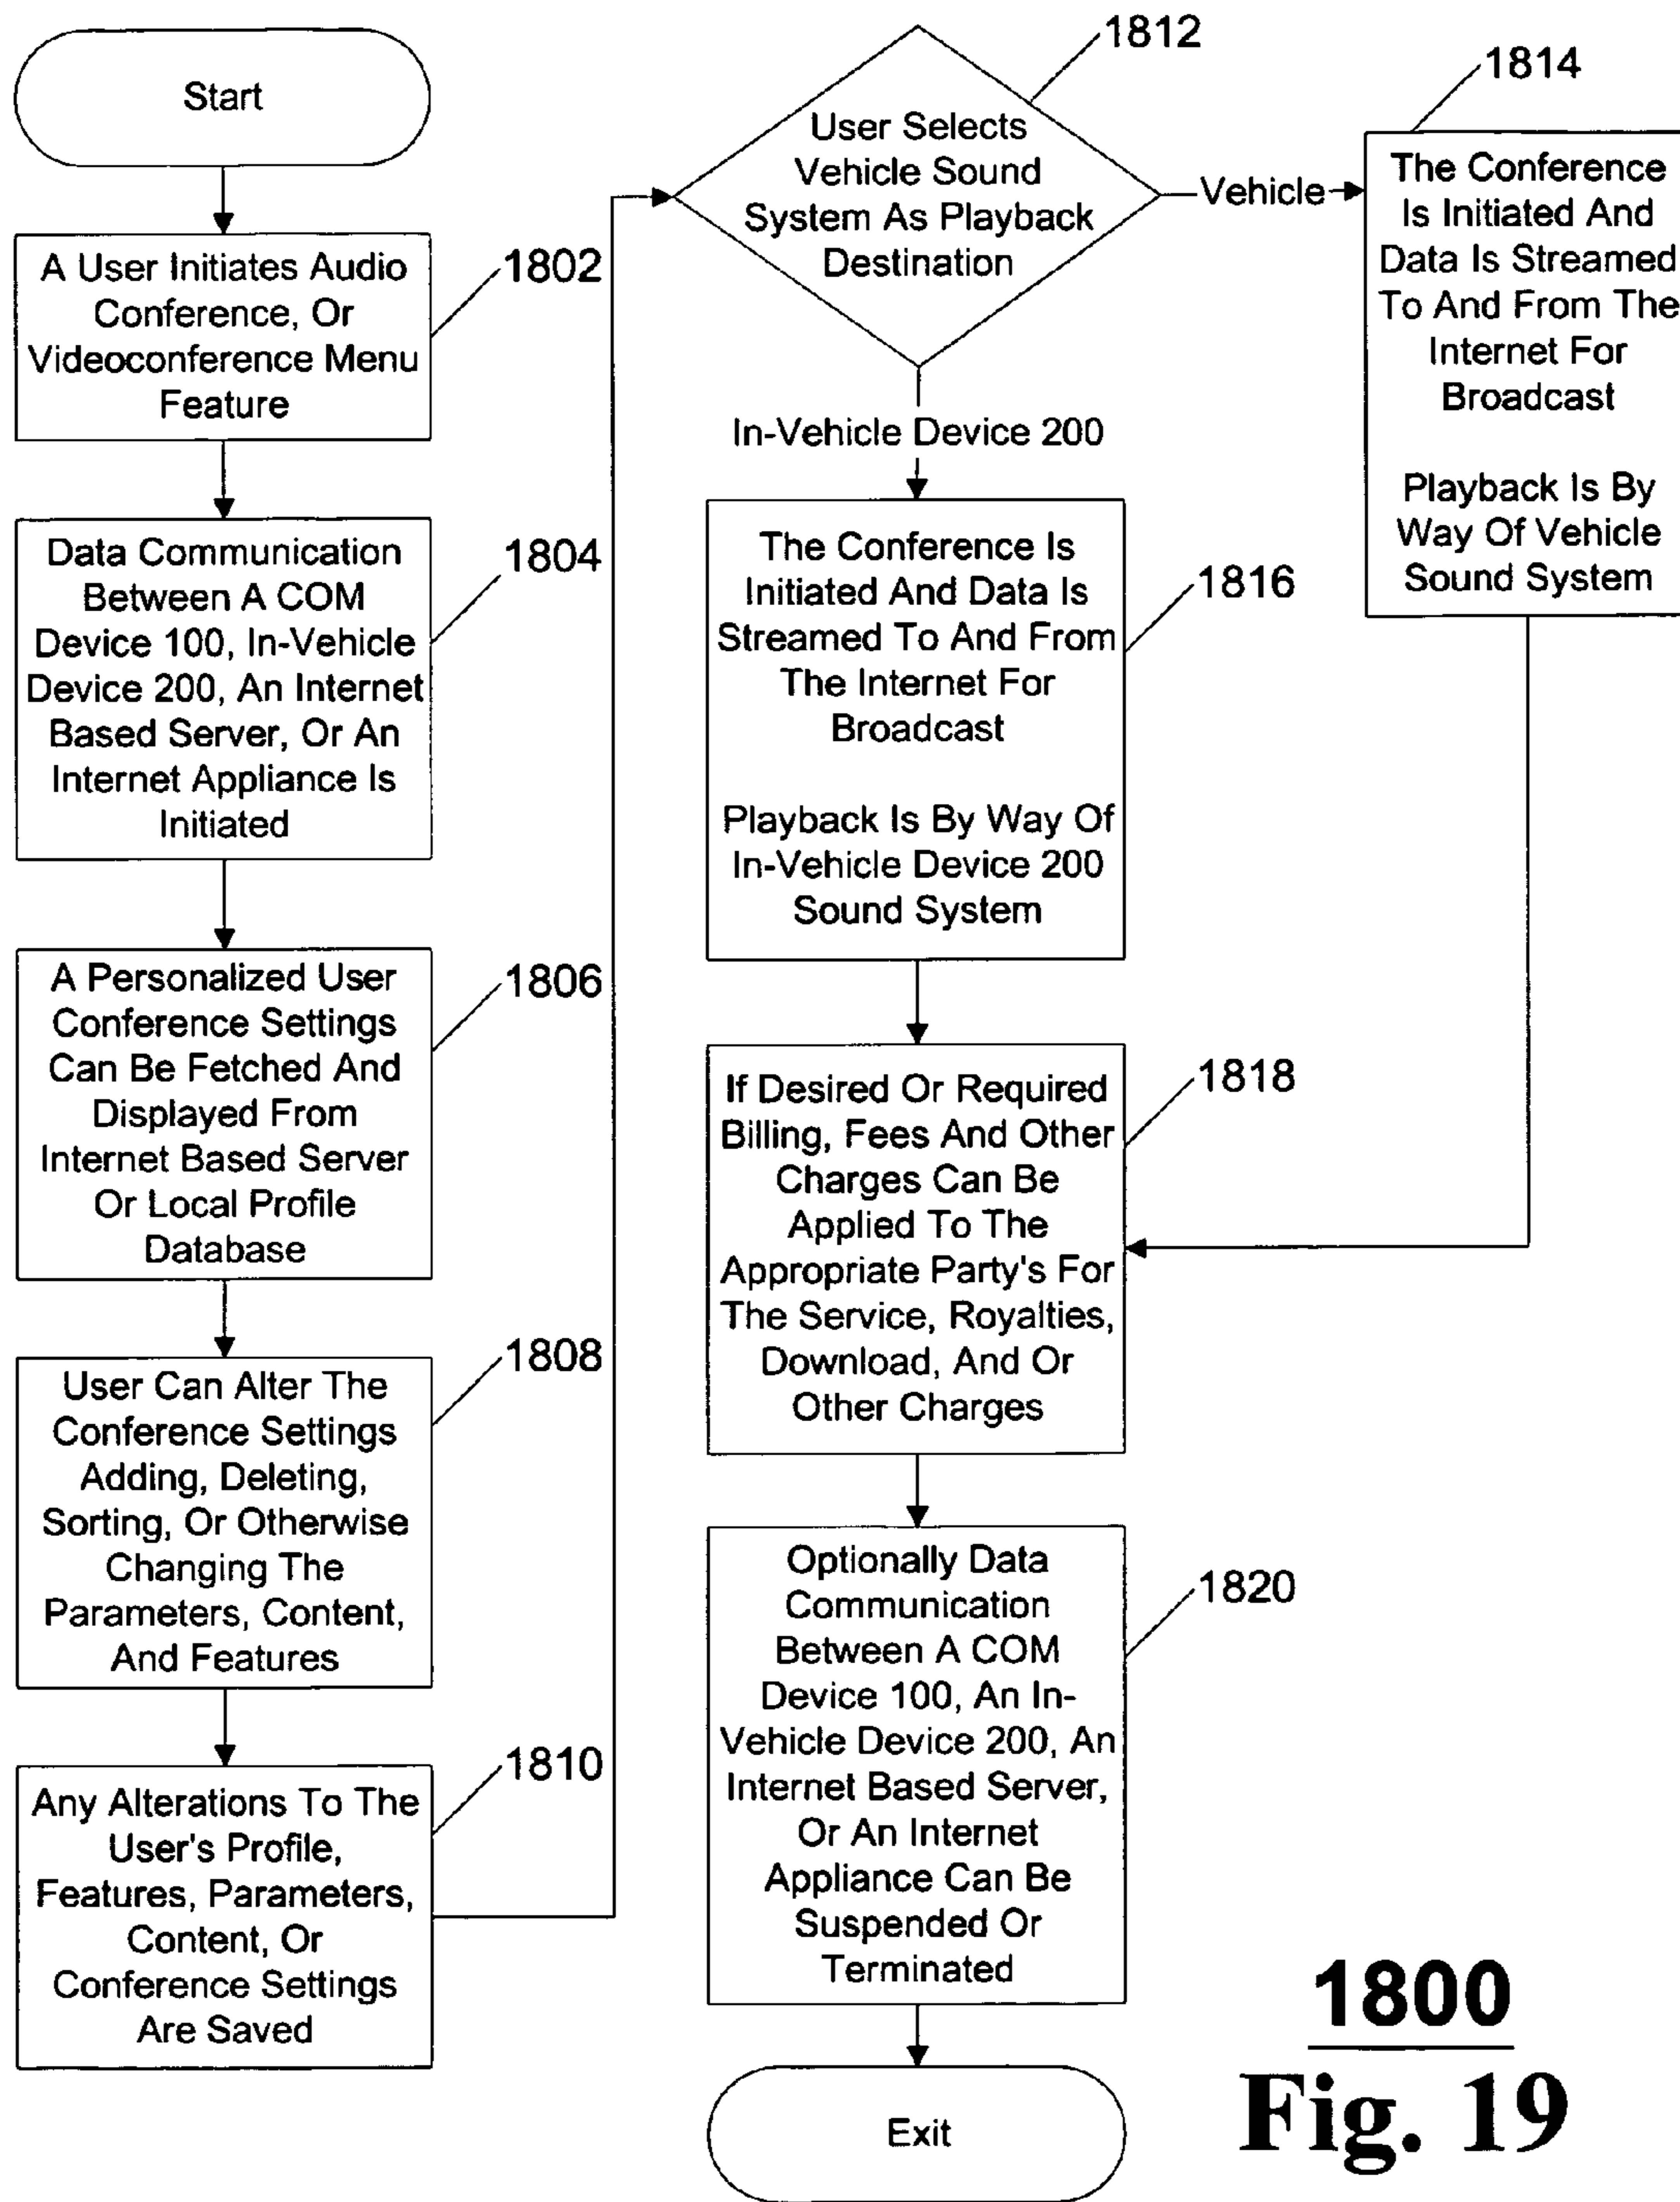 Start
A User Initiates Audio
Conference, Or
Videoconference Menu
Feature
1802
Data Communication
Between A COM
Device 100, In-Vehicle
Device 200, An Internet
Based Server, Or An
Internet Appliance Is
Initiated
1804
A Personalized User
Conference Settings
Can Be Fetched And
Displayed From
Internet Based Server
Or Local Profile
Database
1806
User Can Alter The
Conference Settings
Adding, Deleting,
Sorting, Or Otherwise
Changing The
Parameters, Content,
And Features
1808
Any Alterations To The
User's Profile,
Features, Parameters,
Content, Or
Conference Settings
Are Saved
1810
User Selects
Vehicle Sound
System As Playback
Destination
1812
Vehicle
1814
The Conference
Is Initiated And
Data Is Streamed
To And From The
Internet For
Broadcast
Playback Is By
Way Of Vehicle
Sound System
In-Vehicle Device 200
The Conference Is
Initiated And Data Is
Streamed To And From
The Internet For
Broadcast
Playback Is By Way Of
In-Vehicle Device 200
Sound System
1816
If Desired Or Required
Billing, Fees And Other
Charges Can Be
Applied To The
Appropriate Party's For
The Service, Royalties,
Download, And Or
Other Charges
1818
Optionally Data
Communication
Between A COM
Device 100, An In-
Vehicle Device 200, An
Internet Based Server,
Or An Internet
Appliance Can Be
Suspended Or
Terminated
1820
Exit
1800
Fig. 19